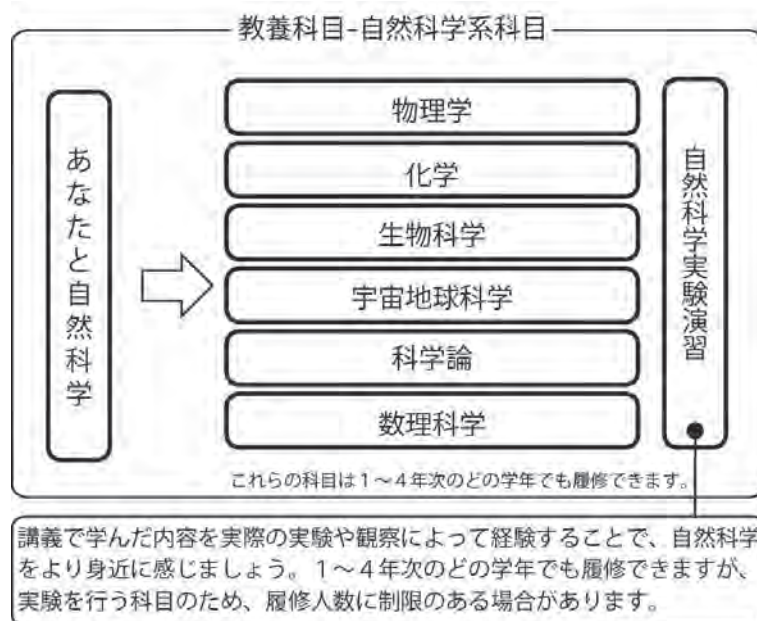 教養科目-自然科学系科目
あなたと自然科学
物理学
化学
生物科学
宇宙地球科学
科学論
数理科学
自然科学実験演習
これらの科目は1～4年次のどの学年でも履修できます。
講義で学んだ内容を実際の実験や観察によって経験することで、自然科学
をより身近に感じましょう。1～4年次のどの学年でも履修できますが、
実験を行う科目のため、履修人数に制限のある場合があります。